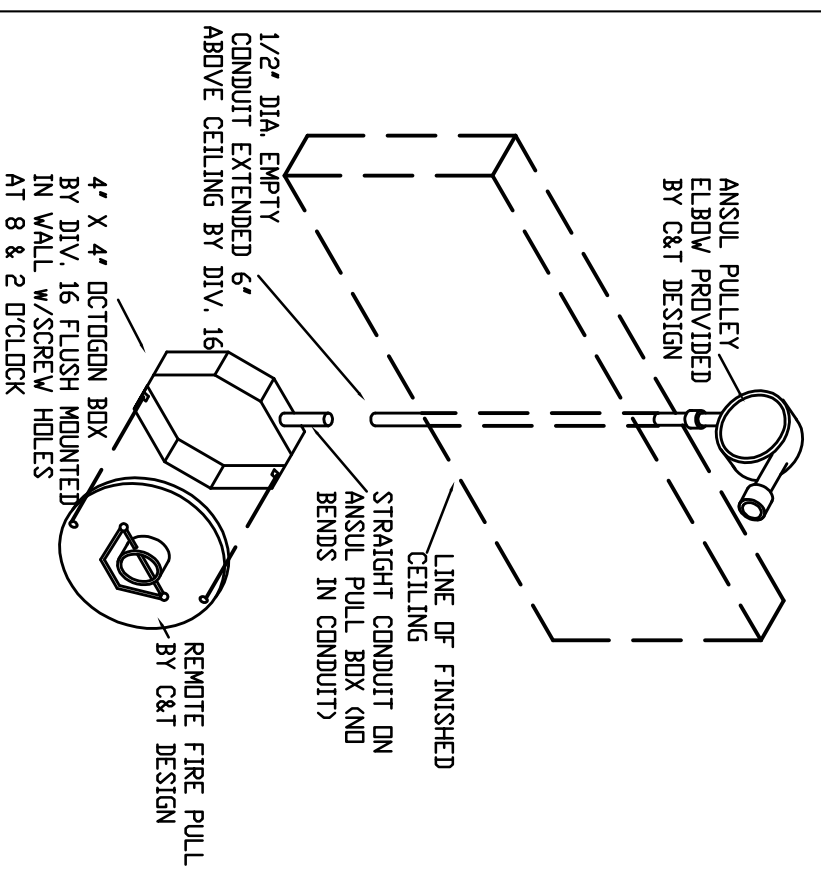 ANSUL PULLEY
ELBOW PROVIDED
BY C&T DESIGN
LINE OF FINISHED
CEILING
1/2" DIA. EMPTY
CONDUIT EXTENDED 6"
ABOVE CEILING BY DIV. 16
STRAIGHT CONDUIT ON
ANSUL PULL BOX (NO
BENDS IN CONDUIT)
4" X 4" OCTOGON BOX
BY DIV. 16 FLUSH MOUNTED
IN WALL w/SCREW HOLES
AT 8 & 2 O'CLOCK
REMOTE FIRE PULL
BY C&T DESIGN